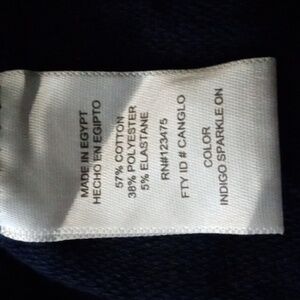 MADE IN EGYPT
HECHO EN EGIPTO
57% COTTON
38% POLYESTER
5% ELASTANE
RN#123475
FTY ID # CANGLO
COLOR
INDIGO SPARKLE ON